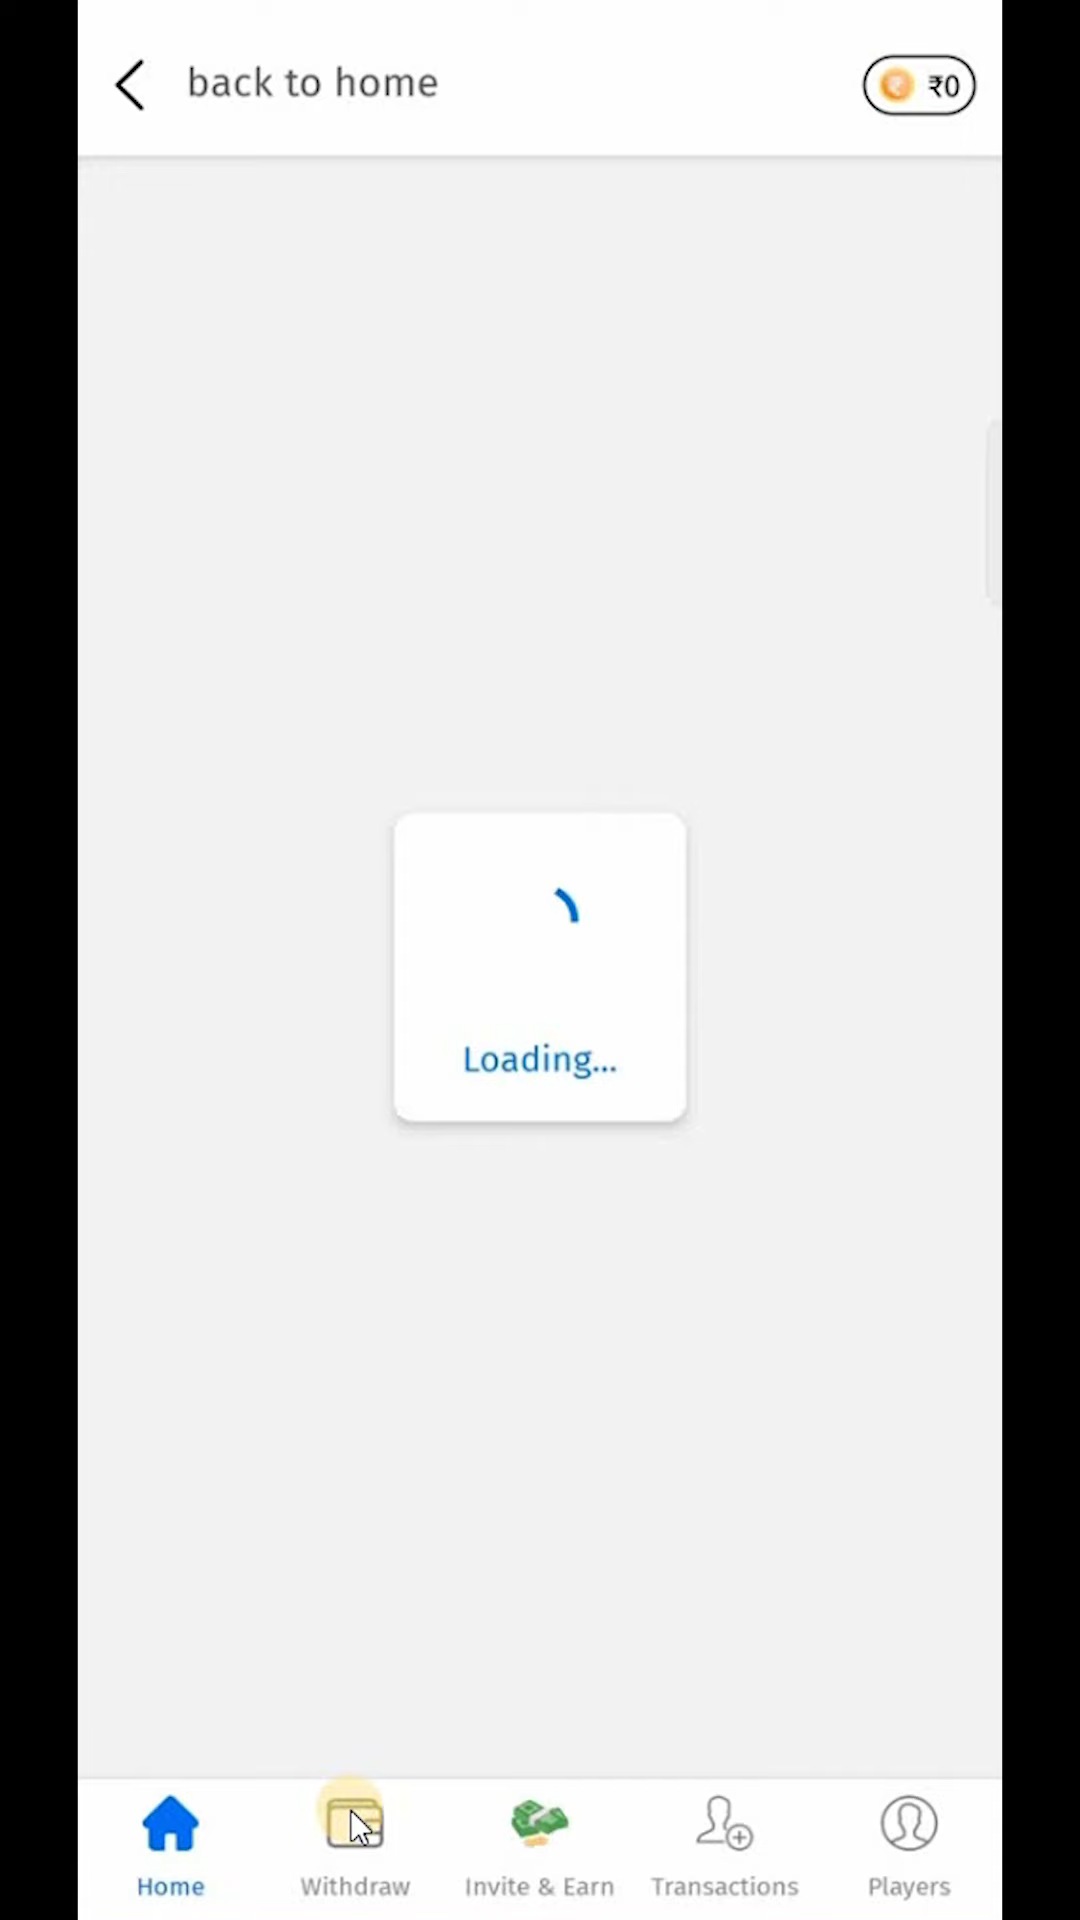 back to home
₹0
Loading...
Home
Withdraw
Invite & Earn
Transactions
Players